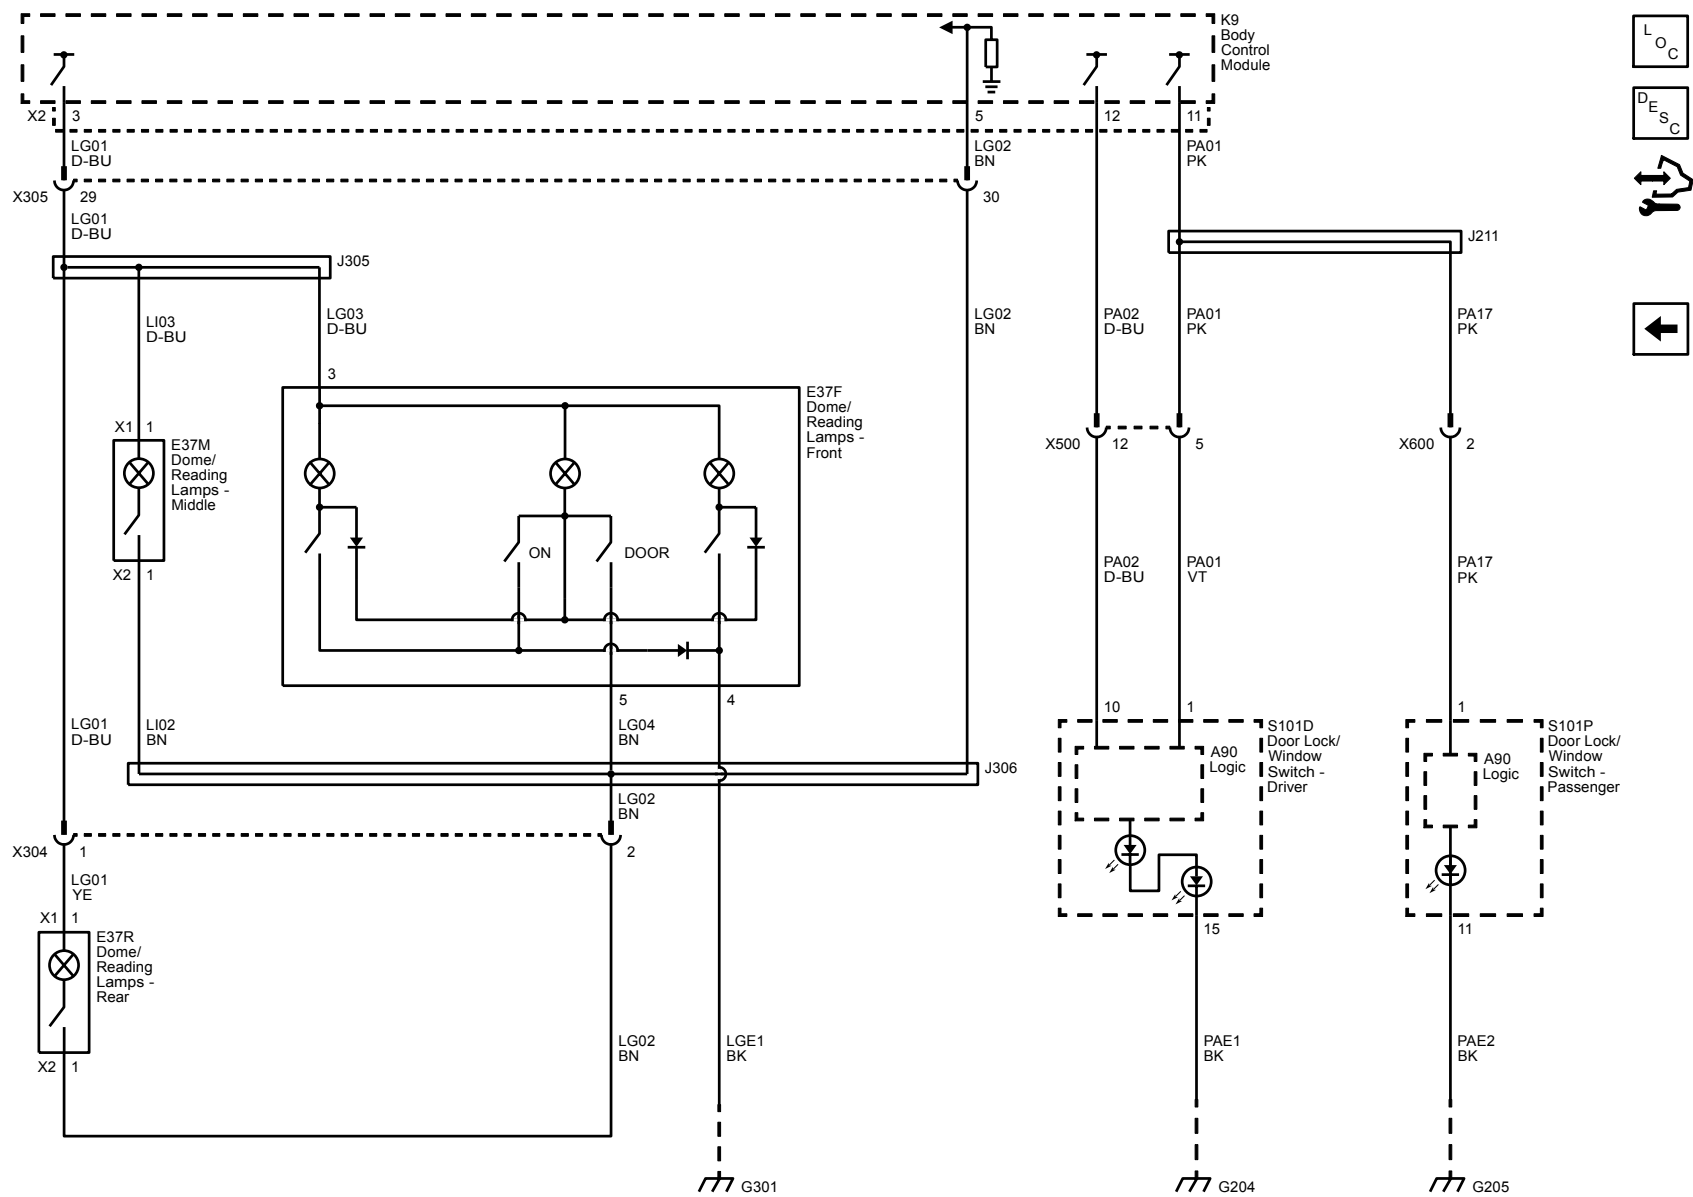 K9
Body
Control
Module
L
O
C
D
E
S
C
X2 3
5
12
11
LG01
D-BU
LG02
BN
PA01
PK
X305 29
30
LG01
D-BU
J305
J211
LI03
D-BU
LG03
D-BU
LG02
BN
PA02
D-BU
PA01
PK
PA17
PK
3
E37F
Dome/
Reading
Lamps -
Front
X1 1
E37M
Dome/
Reading
Lamps -
Middle
X500 12
5
X600 2
ON
DOOR
X2 1
PA02
D-BU
PA01
VT
PA17
PK
5
4
10
1
1
LG01
D-BU
LI02
BN
LG04
BN
S101D
Door Lock/
Window
Switch -
Driver
A90
Logic
S101P
Door Lock/
Window
Switch -
Passenger
A90
Logic
J306
LG02
BN
X304 1
2
LG01
YE
X1 1
E37R
Dome/
Reading
Lamps -
Rear
15
11
X2 1
LG02
BN
LGE1
BK
PAE1
BK
PAE2
BK
G301
G204
G205